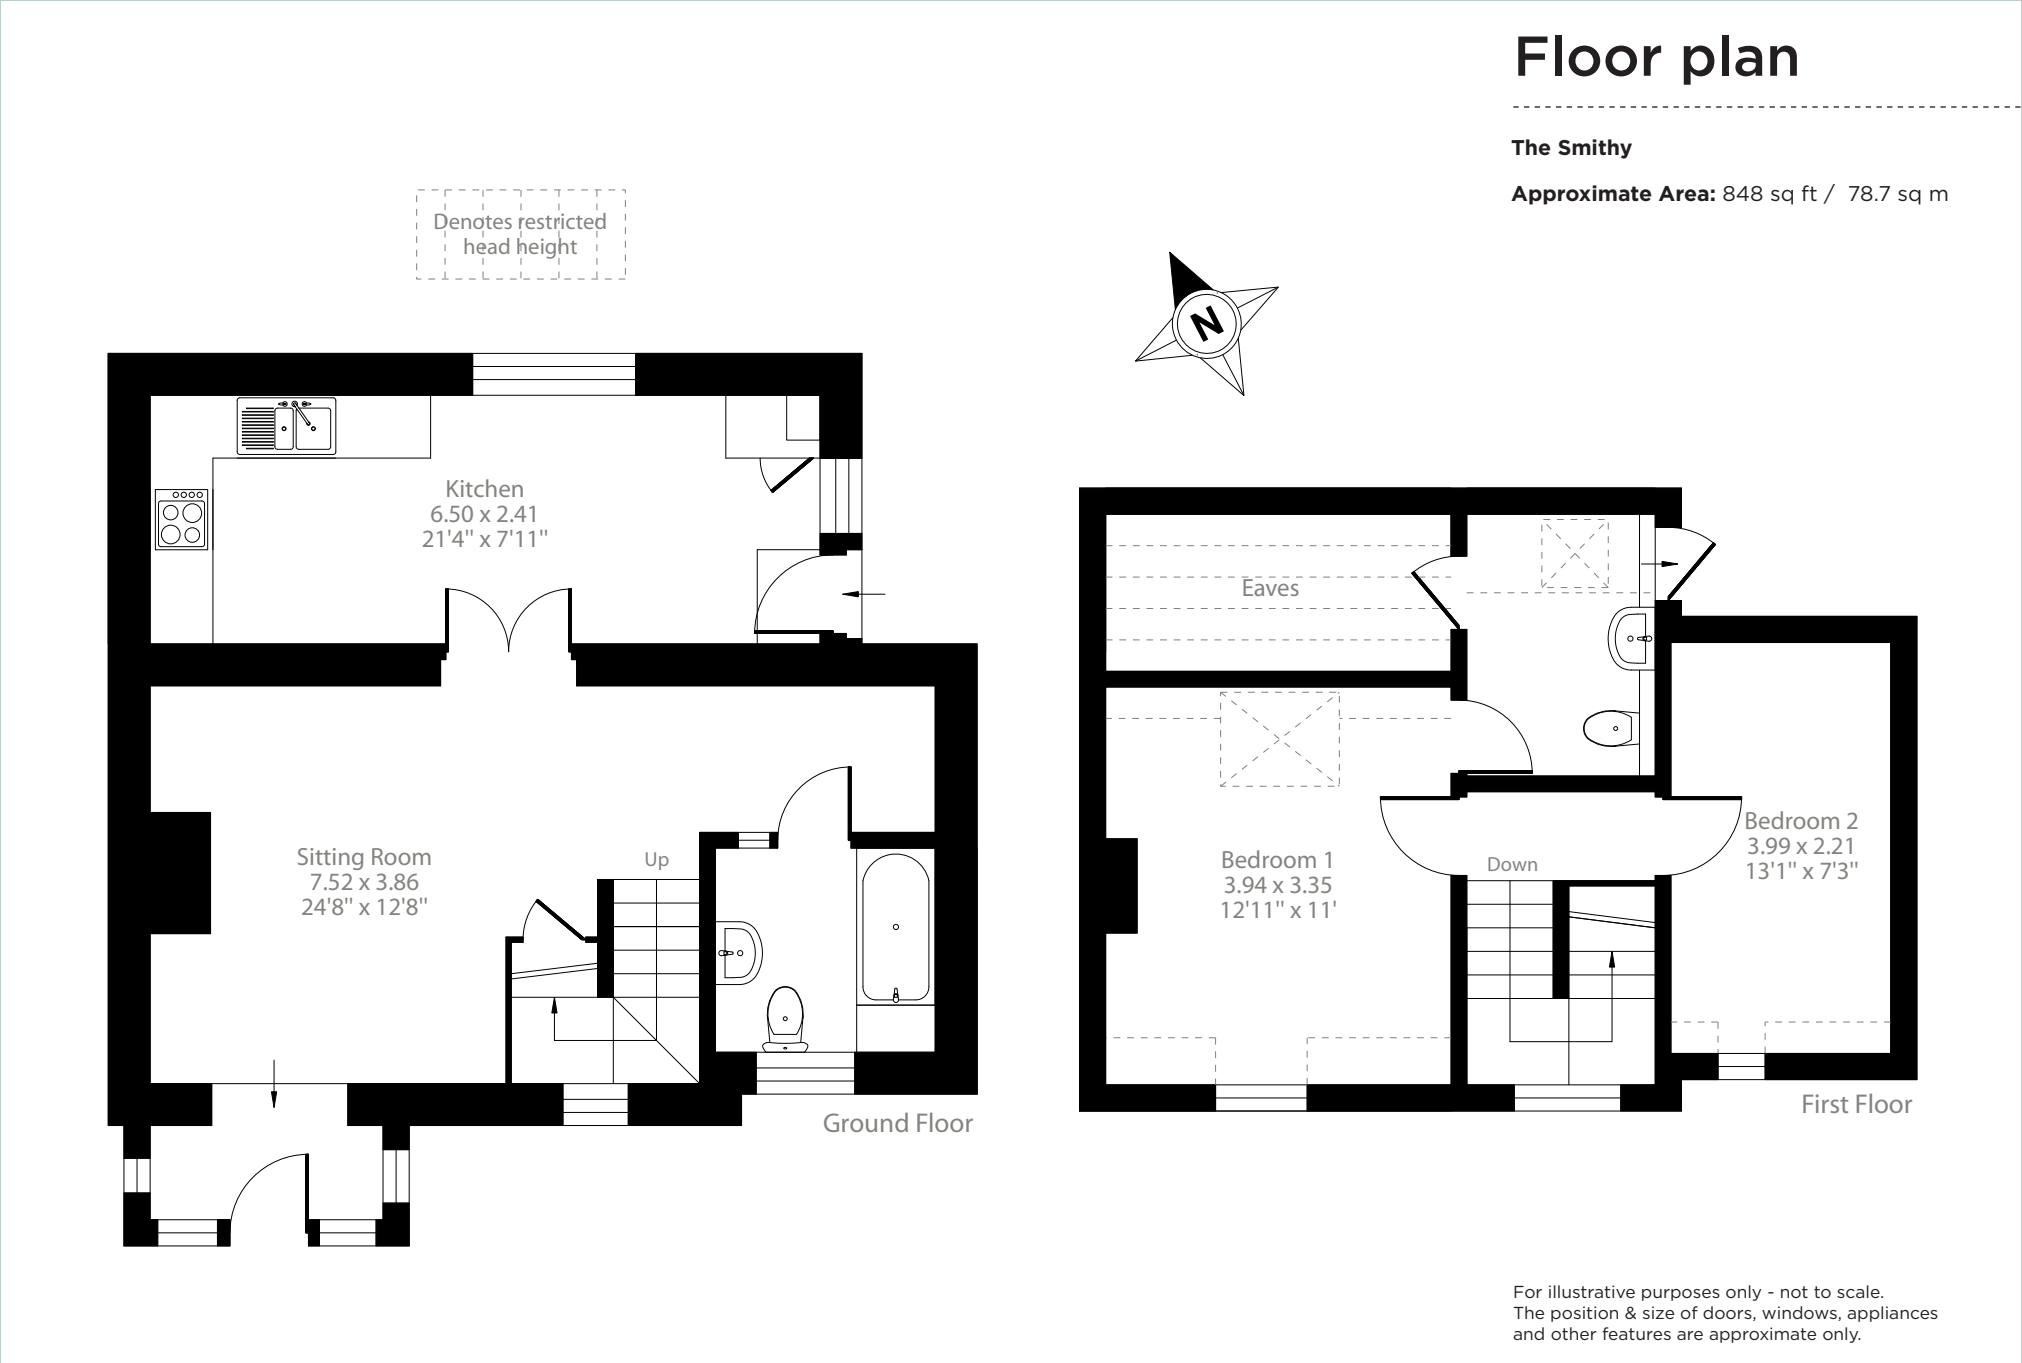 Floor plan
The Smithy
Approximate Area: 848 sq ft / 78.7 sq m
Denotes restricted
head height
N
Kitchen
6.50 x 2.41
21'4" x 7'11"
Sitting Room
7.52 x 3.86
24'8" x 12'8"
Up
Ground Floor
Eaves
Bedroom 1
3.94 x 3.35
12'11" x 11'
Down
Bedroom 2
3.99 x 2.21
13'1" x 7'3"
First Floor
For illustrative purposes only - not to scale.
The position & size of doors, windows, appliances
and other features are approximate only.